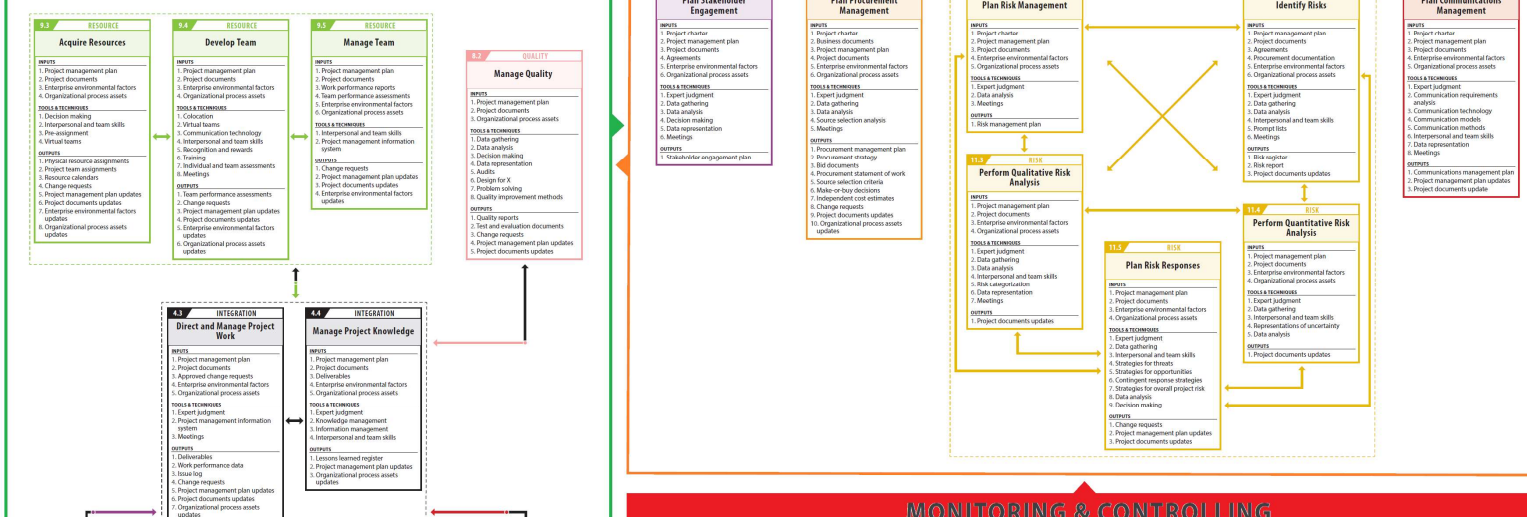 9.3 RESOURCE
Acquire Resources
INPUTS
1. Project management plan
2. Project documents
3. Enterprise environmental factors
4. Organizational process assets
TOOLS & TECHNIQUES
1. Decision making
2. Interpersonal and team skills
3. Pre-assignment
4. Virtual teams
OUTPUTS
1. Physical resource assignments
2. Project team assignments
3. Resource calendars
4. Change requests
5. Project management plan updates
6. Project documents updates
7. Enterprise environmental factors
updates
8. Organizational process assets
updates
9.4 RESOURCE
Develop Team
INPUTS
1. Project management plan
2. Project documents
3. Enterprise environmental factors
4. Organizational process assets
TOOLS & TECHNIQUES
1. Colocation
2. Virtual teams
3. Communication technology
4. Interpersonal and team skills
5. Recognition and rewards
6. Training
7. Individual and team assessments
8. Meetings
OUTPUTS
1. Team performance assessments
2. Change requests
3. Project management plan updates
4. Project documents updates
5. Enterprise environmental factors
updates
6. Organizational process assets
updates
9.5 RESOURCE
Manage Team
INPUTS
1. Project management plan
2. Project documents
3. Work performance reports
4. Team performance assessments
5. Enterprise environmental factors
6. Organizational process assets
TOOLS & TECHNIQUES
1. Interpersonal and team skills
2. Project management information
system
OUTPUTS
1. Change requests
2. Project management plan updates
3. Project documents updates
4. Enterprise environmental factors
updates
8.2 QUALITY
Manage Quality
INPUTS
1. Project management plan
2. Project documents
3. Organizational process assets
TOOLS & TECHNIQUES
1. Data gathering
2. Data analysis
3. Decision making
4. Data representation
5. Audits
6. Design for X
7. Problem solving
8. Quality improvement methods
OUTPUTS
1. Quality reports
2. Test and evaluation documents
3. Change requests
4. Project management plan updates
5. Project documents updates
4.3 INTEGRATION
Direct and Manage Project
Work
INPUTS
1. Project management plan
2. Project documents
3. Approved change requests
4. Enterprise environmental factors
5. Organizational process assets
TOOLS & TECHNIQUES
1. Expert judgment
2. Project management information
system
3. Meetings
OUTPUTS
1. Deliverables
2. Work performance data
3. Issue log
4. Change requests
5. Project management plan updates
6. Project documents updates
7. Organizational process assets
updates
4.4 INTEGRATION
Manage Project Knowledge
INPUTS
1. Project management plan
2. Project documents
3. Deliverables
4. Enterprise environmental factors
5. Organizational process assets
TOOLS & TECHNIQUES
1. Expert judgment
2. Knowledge management
3. Information management
4. Interpersonal and team skills
OUTPUTS
1. Lessons learned register
2. Project management plan updates
3. Organizational process assets
updates
Plan Stakeholder
Engagement
INPUTS
1. Project charter
2. Project management plan
3. Project documents
4. Agreements
5. Enterprise environmental factors
6. Organizational process assets
TOOLS & TECHNIQUES
1. Expert judgment
2. Data gathering
3. Data analysis
4. Decision making
5. Data representation
6. Meetings
OUTPUTS
1. Stakeholder engagement plan
Plan Procurement
Management
INPUTS
1. Project charter
2. Business documents
3. Project management plan
4. Project documents
5. Enterprise environmental factors
6. Organizational process assets
TOOLS & TECHNIQUES
1. Expert judgment
2. Data gathering
3. Data analysis
4. Source selection analysis
5. Meetings
OUTPUTS
1. Procurement management plan
2. Procurement strategy
3. Bid documents
4. Procurement statement of work
5. Source selection criteria
6. Make-or-buy decisions
7. Independent cost estimates
8. Change requests
9. Project documents updates
10. Organizational process assets
updates
Plan Risk Management
INPUTS
1. Project charter
2. Project management plan
3. Project documents
4. Enterprise environmental factors
5. Organizational process assets
TOOLS & TECHNIQUES
1. Expert judgment
2. Data analysis
3. Meetings
OUTPUTS
1. Risk management plan
11.3 RISK
Perform Qualitative Risk
Analysis
INPUTS
1. Project management plan
2. Project documents
3. Enterprise environmental factors
4. Organizational process assets
TOOLS & TECHNIQUES
1. Expert judgment
2. Data gathering
3. Data analysis
4. Interpersonal and team skills
5. Risk categorization
6. Data representation
7. Meetings
OUTPUTS
1. Project documents updates
11.5 RISK
Plan Risk Responses
INPUTS
1. Project management plan
2. Project documents
3. Enterprise environmental factors
4. Organizational process assets
TOOLS & TECHNIQUES
1. Expert judgment
2. Data gathering
3. Interpersonal and team skills
4. Strategies for threats
5. Strategies for opportunities
6. Contingent response strategies
7. Strategies for overall project risk
8. Data analysis
9. Decision making
OUTPUTS
1. Change requests
2. Project management plan updates
3. Project documents updates
Identify Risks
INPUTS
1. Project management plan
2. Project documents
3. Agreements
4. Procurement documentation
5. Enterprise environmental factors
6. Organizational process assets
TOOLS & TECHNIQUES
1. Expert judgment
2. Data gathering
3. Data analysis
4. Interpersonal and team skills
5. Prompt lists
6. Meetings
OUTPUTS
1. Risk register
2. Risk report
3. Project documents updates
11.4 RISK
Perform Quantitative Risk
Analysis
INPUTS
1. Project management plan
2. Project documents
3. Enterprise environmental factors
4. Organizational process assets
TOOLS & TECHNIQUES
1. Expert judgment
2. Data gathering
3. Interpersonal and team skills
4. Representations of uncertainty
5. Data analysis
OUTPUTS
1. Project documents updates
Plan Communications
Management
INPUTS
1. Project charter
2. Project management plan
3. Project documents
4. Enterprise environmental factors
5. Organizational process assets
TOOLS & TECHNIQUES
1. Expert judgment
2. Communication requirements
analysis
3. Communication technology
4. Communication models
5. Communication methods
6. Interpersonal and team skills
7. Data representation
8. Meetings
OUTPUTS
1. Communications management plan
2. Project management plan updates
3. Project documents update
MONITORING & CONTROLLING